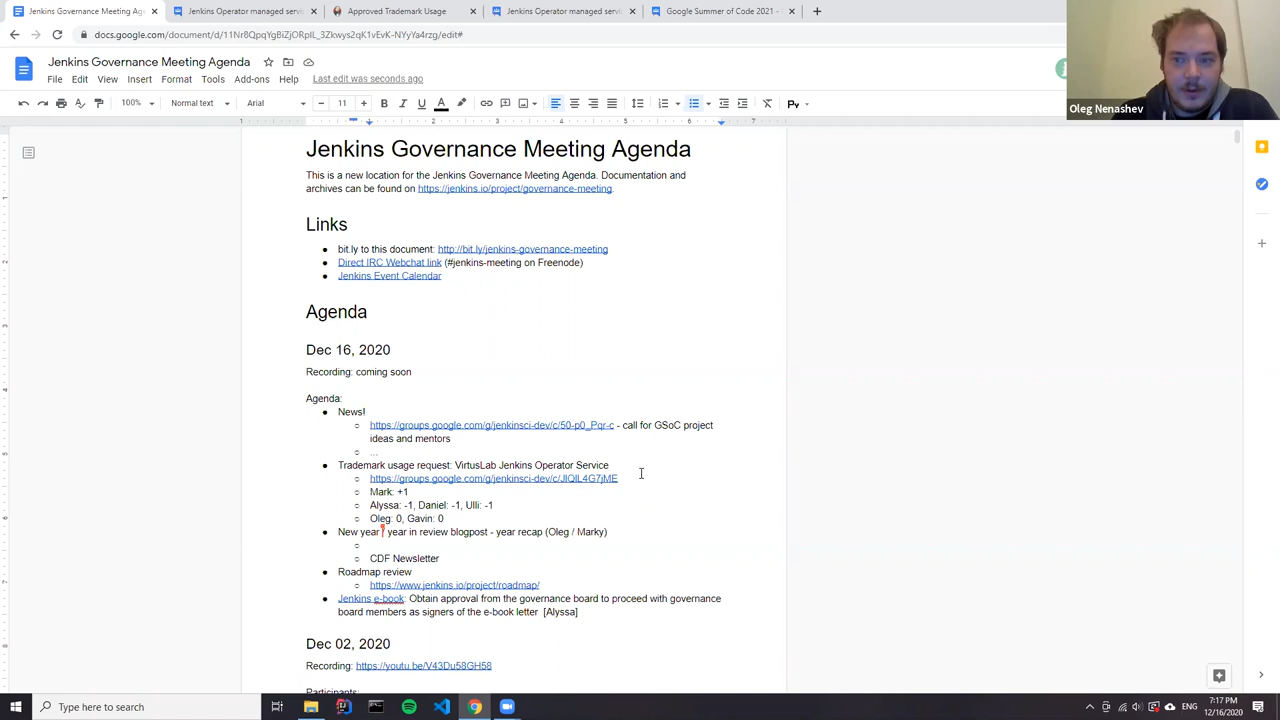 Jenkins Governance Meeting Age
Jenkins Operator managed servi
Approved Trademark Usage
Jenkins Operator managed servi
Google Summer of Code 2021 -
docs.google.com/document/d/11Nr8QpqYgBiZjORpIL_3Zkwys2qK1vEvK-NYyYa4rzg/edit#
Jenkins Governance Meeting Agenda
File Edit View Insert Format Tools Add-ons Help Last edit was seconds ago
100% Normal text Arial 11
Oleg Nenashev
1 2 3 4 5 6 7
Jenkins Governance Meeting Agenda
This is a new location for the Jenkins Governance Meeting Agenda. Documentation and
archives can be found on https://jenkins.io/project/governance-meeting.
Links
● bit.ly to this document: http://bit.ly/jenkins-governance-meeting
● Direct IRC Webchat link (#jenkins-meeting on Freenode)
● Jenkins Event Calendar
Agenda
Dec 16, 2020
Recording: coming soon
Agenda:
● News!
○ https://groups.google.com/g/jenkinsci-dev/c/50-p0_Pqr-c - call for GSoC project
ideas and mentors
○ ...
● Trademark usage request: VirtusLab Jenkins Operator Service
○ https://groups.google.com/g/jenkinsci-dev/c/JlQIL4G7jME
○ Mark: +1
○ Alyssa: -1, Daniel: -1, Ulli: -1
○ Oleg: 0, Gavin: 0
● New year / year in review blogpost - year recap (Oleg / Marky)
○
○ CDF Newsletter
● Roadmap review
○ https://www.jenkins.io/project/roadmap/
● Jenkins e-book: Obtain approval from the governance board to proceed with governance
board members as signers of the e-book letter [Alyssa]
Dec 02, 2020
Recording: https://youtu.be/V43Du58GH58
Participants:
Type here to search
ENG
7:17 PM
12/16/2020